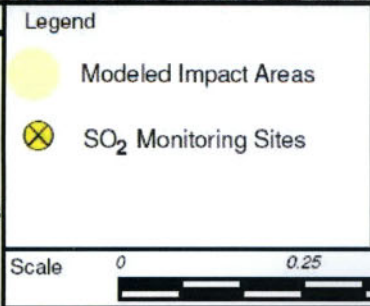 Legend
Modeled Impact Areas
SO₂ Monitoring Sites
Scale 0 0.25